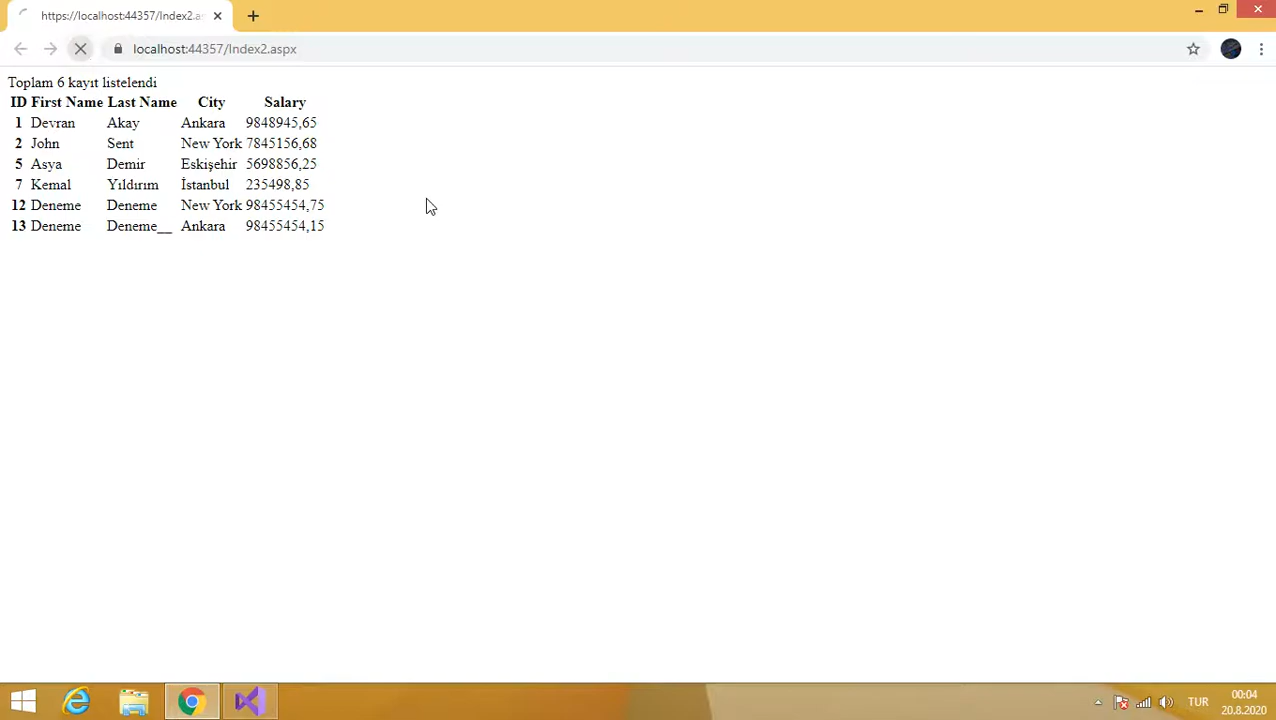 https://localhost:44357/Index2.as
localhost:44357/Index2.aspx
Toplam 6 kayıt listelendi
ID First Name Last Name City Salary
1 Devran Akay Ankara 9848945,65
2 John Sent New York 7845156,68
5 Asya Demir Eskişehir 5698856,25
7 Kemal Yıldırım İstanbul 235498,85
12 Deneme Deneme New York 98455454,75
13 Deneme Deneme__ Ankara 98455454,15
TUR
00:04
20.8.2020